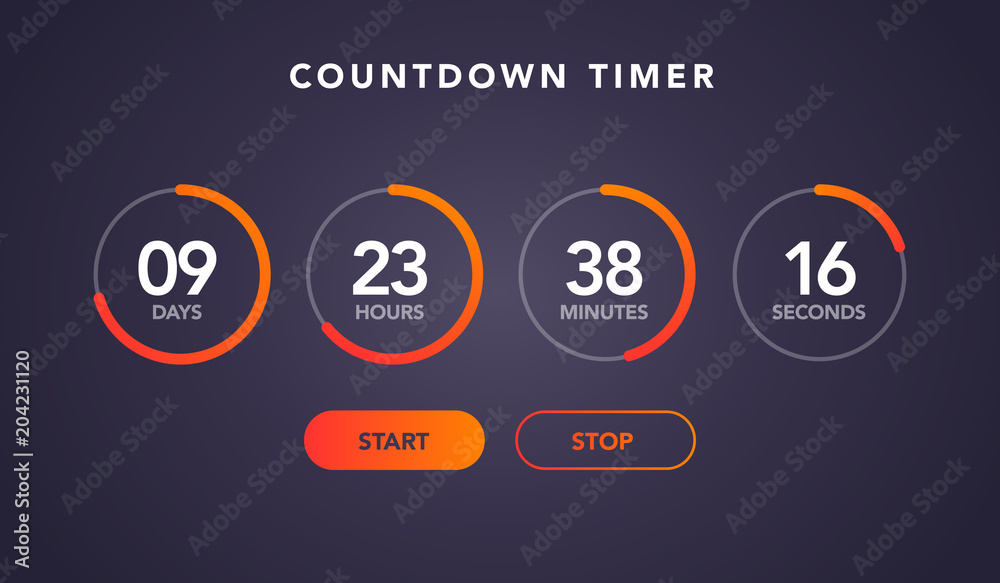 COUNTDOWN TIMER
09
DAYS
23
HOURS
38
MINUTES
16
SECONDS
START
STOP
Adobe Stock | #204231120
Adobe Stock